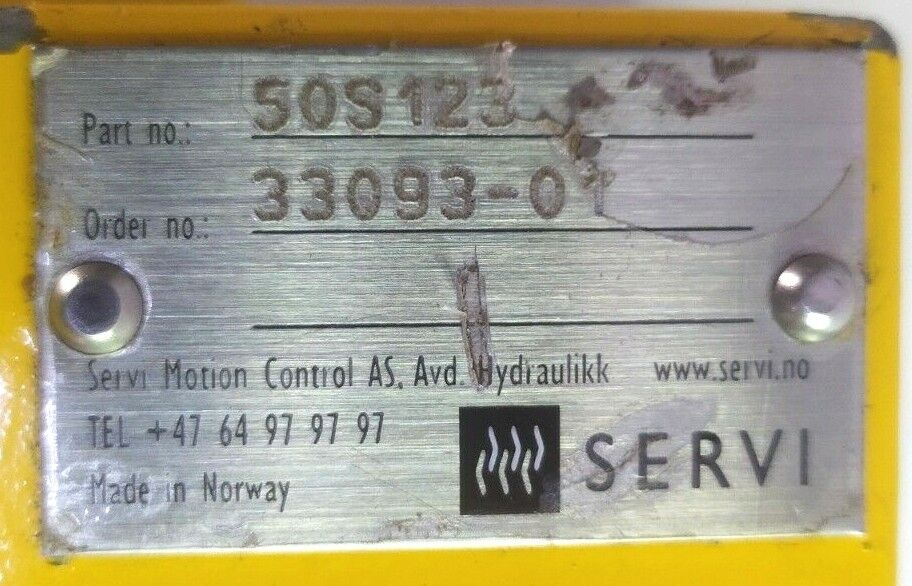 Part no.: SOS123
Order no.: 33093-01
Servi Motion Control AS, Avd. Hydraulikk www.servi.no
TEL +47 64 97 97 97
Made in Norway
SERVI